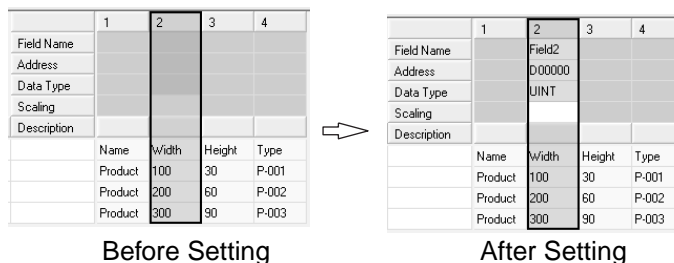 1 2 3 4
Field Name
Address
Data Type
Scaling
Description
Name Width Height Type
Product 100 30 P-001
Product 200 60 P-002
Product 300 90 P-003
Before Setting
1 2 3 4
Field Name Field2
Address D00000
Data Type UINT
Scaling
Description
Name Width Height Type
Product 100 30 P-001
Product 200 60 P-002
Product 300 90 P-003
After Setting